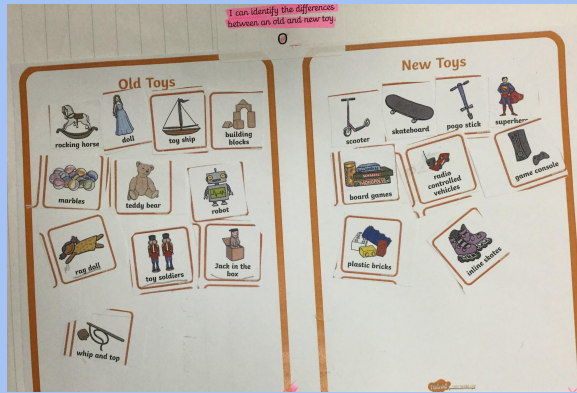 I can identify the differences
between an old and new toy.
Old Toys
rocking horse
doll
toy ship
building
blocks
marbles
teddy bear
robot
rag doll
toy soldiers
Jack in the
box
whip and top
New Toys
scooter
skateboard
pogo stick
superhero
board games
radio
controlled
vehicles
game console
plastic bricks
inline skates